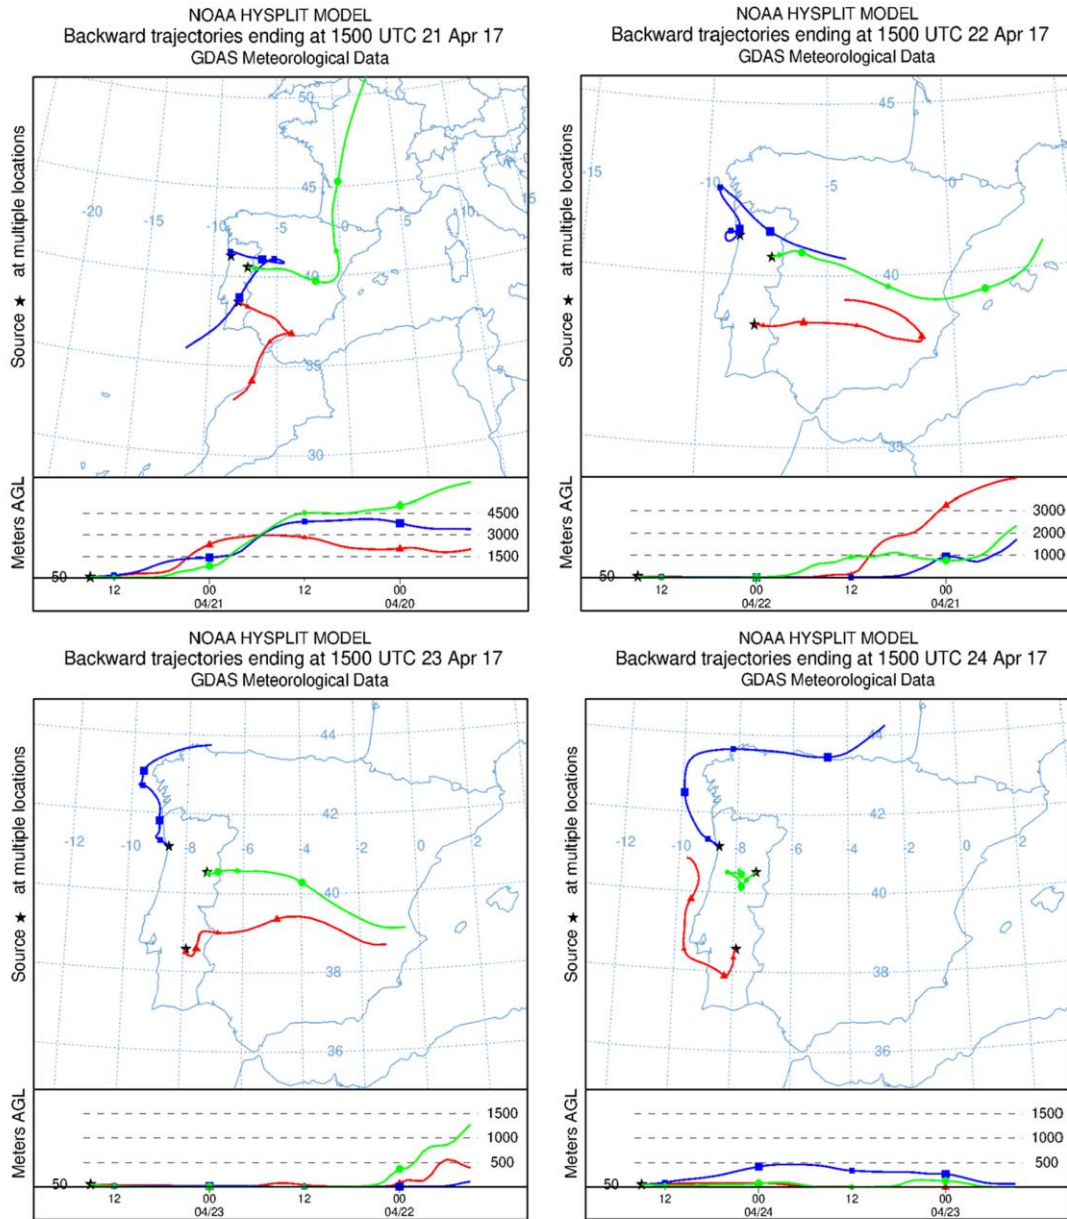 NOAA HYSPLIT MODEL
Backward trajectories ending at 1500 UTC 21 Apr 17
GDAS Meteorological Data
Source ★ at multiple locations
50
45
-20
-15
-10
-5
0
5
40
35
30
Meters AGL
4500
3000
1500
50
12 00 12 00
04/21 04/20
NOAA HYSPLIT MODEL
Backward trajectories ending at 1500 UTC 22 Apr 17
GDAS Meteorological Data
Source ★ at multiple locations
45
-15
-10
-5
0
40
35
Meters AGL
3000
2000
1000
50
12 00 12 00
04/22 04/21
NOAA HYSPLIT MODEL
Backward trajectories ending at 1500 UTC 23 Apr 17
GDAS Meteorological Data
Source ★ at multiple locations
44
42
-12 -10 -8 -6 -4 -2 0 2
40
38
36
Meters AGL
1500
1000
500
50
12 00 12 00
04/23 04/22
NOAA HYSPLIT MODEL
Backward trajectories ending at 1500 UTC 24 Apr 17
GDAS Meteorological Data
Source ★ at multiple locations
44
42
-12 -10 -8 -6 -4 -2 0 2
40
38
36
Meters AGL
1500
1000
500
50
12 00 12 00
04/24 04/23